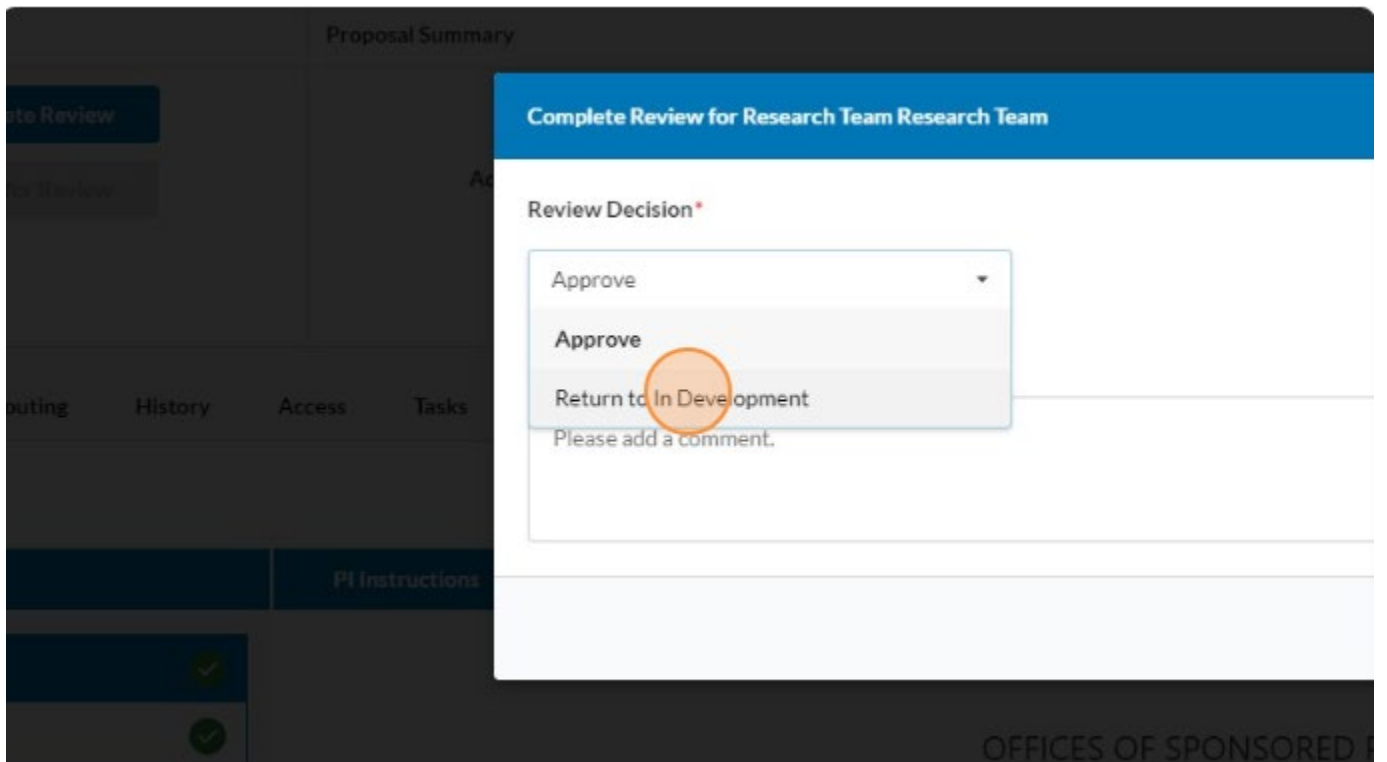 Proposal Summary
Complete Review for Research Team Research Team
Review
Review Decision*
Approve
Approve
Return to In Development
Please add a comment.
History Access Tasks
PI Instructions
OFFICES OF SPONSORED